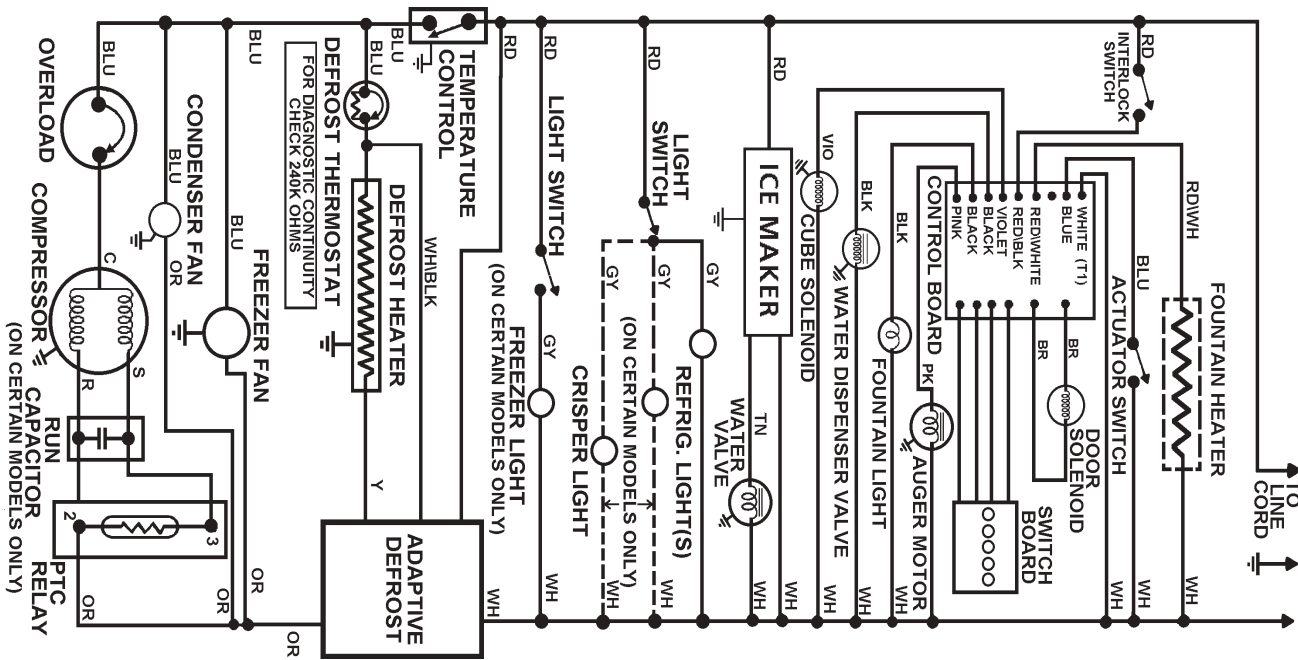 TO
LINE
CORD
RD
INTERLOCK
SWITCH
RD\WH
FOUNTAIN HEATER
WH
BLU
ACTUATOR SWITCH
WH
WHITE (T1)
BLUE
RED\WHITE
RED\BLK
VIOLET
BLACK
BLACK
PINK
CONTROL BOARD
BR
BR
DOOR
SOLENOID
SWITCH
BOARD
WH
PK
AUGER MOTOR
BLK
FOUNTAIN LIGHT
WH
BLK
WATER DISPENSER VALVE
WH
VIO
CUBE SOLENOID
WH
RD
ICE MAKER
TN
WATER
VALVE
WH
RD
LIGHT
SWITCH
GY
REFRIG. LIGHT(S)
WH
GY
(ON CERTAIN MODELS ONLY)
WH
GY
CRISPER LIGHT
WH
RD
LIGHT SWITCH
GY
FREEZER LIGHT
(ON CERTAIN MODELS ONLY)
WH
RD
WH
TEMPERATURE
CONTROL
BLU
WH\BLK
ADAPTIVE
DEFROST
BLU
DEFROST HEATER
Y
DEFROST THERMOSTAT
FOR DIAGNOSTIC CONTINUITY
CHECK 240K OHMS
OR
BLU
BLU
FREEZER FAN
OR
BLU
CONDENSER FAN
OR
OR
BLU
OVERLOAD
C
S
R
COMPRESSOR
RUN
CAPACITOR
(ON CERTAIN MODELS ONLY)
3
2
PTC
RELAY
OR